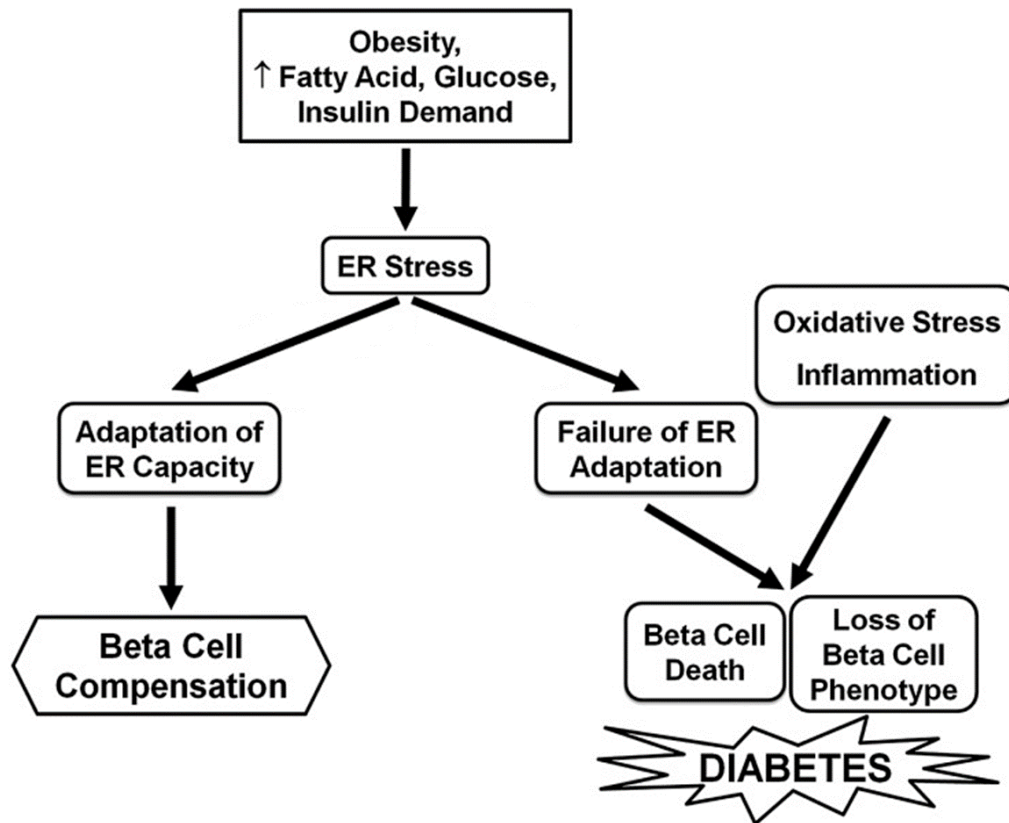 Obesity,
↑ Fatty Acid, Glucose,
Insulin Demand
ER Stress
Oxidative Stress
Inflammation
Adaptation of
ER Capacity
Failure of ER
Adaptation
Beta Cell
Compensation
Beta Cell
Death
Loss of
Beta Cell
Phenotype
DIABETES